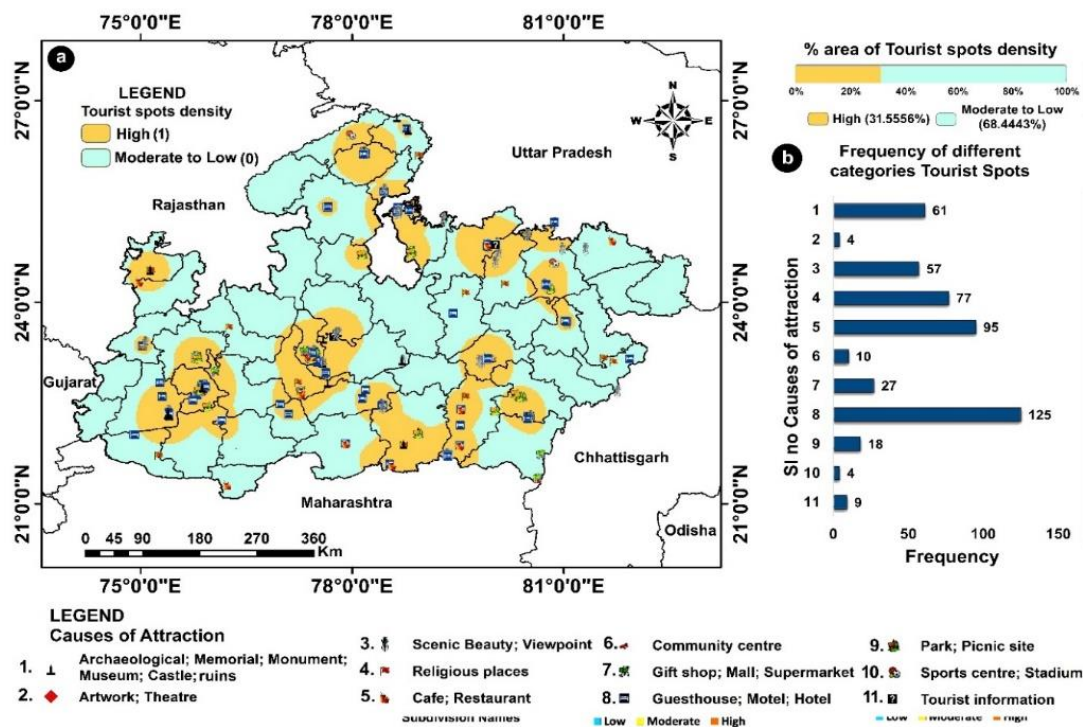 75°0'0"E 78°0'0"E 81°0'0"E
a
LEGEND
Tourist spots density
High (1)
Moderate to Low (0)
N
W E
S
27°0'0"N
24°0'0"N
21°0'0"N
27°0'0"N
24°0'0"N
21°0'0"N
Uttar Pradesh
Rajasthan
Gujarat
Chhattisgarh
Maharashtra
Odisha
0 45 90 180 270 360
Km
75°0'0"E 78°0'0"E 81°0'0"E
% area of Tourist spots density
0% 20% 40% 60% 80% 100%
High (31.5556%)
Moderate to Low
(68.4443%)
b
Frequency of different
categories Tourist Spots
SI no Causes of attraction
1 61
2 4
3 57
4 77
5 95
6 10
7 27
8 125
9 18
10 4
11 9
0 50 100 150
Frequency
LEGEND
Causes of Attraction
1. Archaeological; Memorial; Monument;
Museum; Castle; ruins
2. Artwork; Theatre
3. Scenic Beauty; Viewpoint
4. Religious places
5. Cafe; Restaurant
6. Community centre
7. Gift shop; Mall; Supermarket
8. Guesthouse; Motel; Hotel
9. Park; Picnic site
10. Sports centre; Stadium
11. ? Tourist information
Subdivision Names
Low Moderate High
Low Moderate High